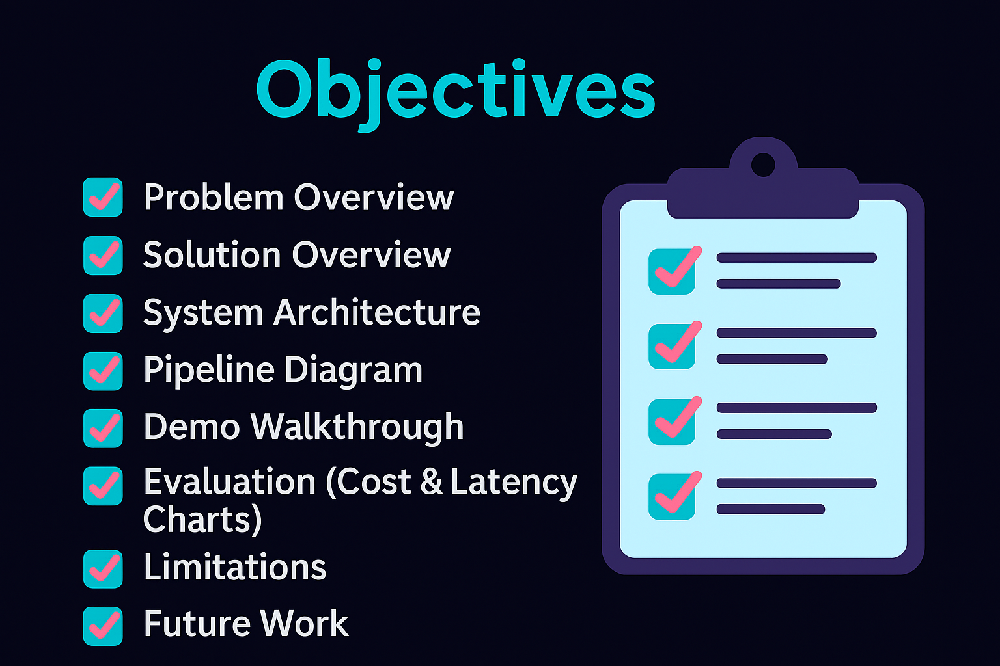 Objectives
Problem Overview
Solution Overview
System Architecture
Pipeline Diagram
Demo Walkthrough
Evaluation (Cost & Latency
Charts)
Limitations
Future Work